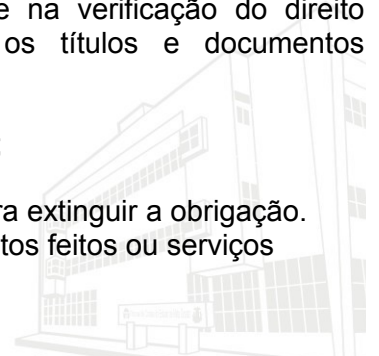 e na verificação do direito
os títulos e documentos
ra extinguir a obrigação.
tos feitos ou serviços